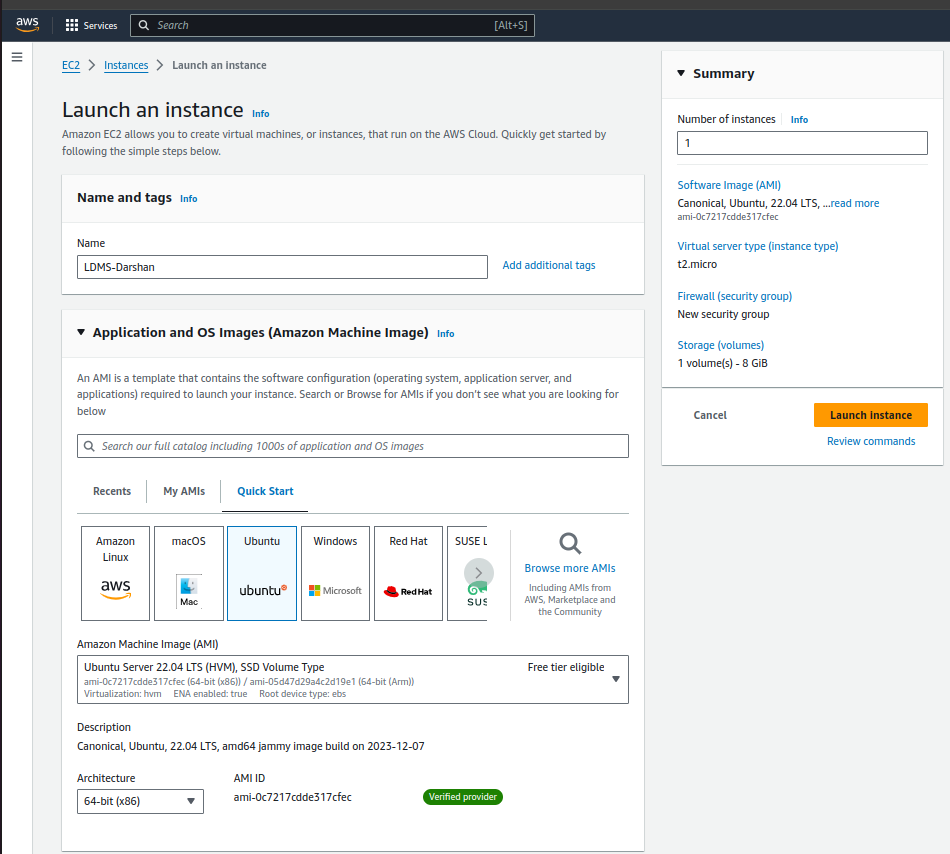 aws
Services
Search
[Alt+S]
EC2
Instances
Launch an instance
Launch an instance Info
Amazon EC2 allows you to create virtual machines, or instances, that run on the AWS Cloud. Quickly get started by
following the simple steps below.
Name and tags Info
Name
LDMS-Darshan
Add additional tags
Application and OS Images (Amazon Machine Image) Info
An AMI is a template that contains the software configuration (operating system, application server, and
applications) required to launch your instance. Search or Browse for AMIs if you don't see what you are looking for
below
Search our full catalog including 1000s of application and OS images
Recents
My AMIs
Quick Start
Amazon
Linux
aws
macOS
Mac
Ubuntu
ubuntu®
Windows
Microsoft
Red Hat
Red Hat
SUSE L
SUS
Browse more AMIs
Including AMIs from
AWS, Marketplace and
the Community
Amazon Machine Image (AMI)
Ubuntu Server 22.04 LTS (HVM), SSD Volume Type
Free tier eligible
ami-0c7217cdde317cfec (64-bit (x86)) / ami-05d47d29a4c2d19e1 (64-bit (Arm))
Virtualization: hvm ENA enabled: true Root device type: ebs
Description
Canonical, Ubuntu, 22.04 LTS, amd64 jammy image build on 2023-12-07
Architecture
64-bit (x86)
AMI ID
ami-0c7217cdde317cfec
Verified provider
Summary
Number of instances Info
1
Software Image (AMI)
Canonical, Ubuntu, 22.04 LTS, ...read more
ami-0c7217cdde317cfec
Virtual server type (instance type)
t2.micro
Firewall (security group)
New security group
Storage (volumes)
1 volume(s) - 8 GiB
Cancel
Launch instance
Review commands